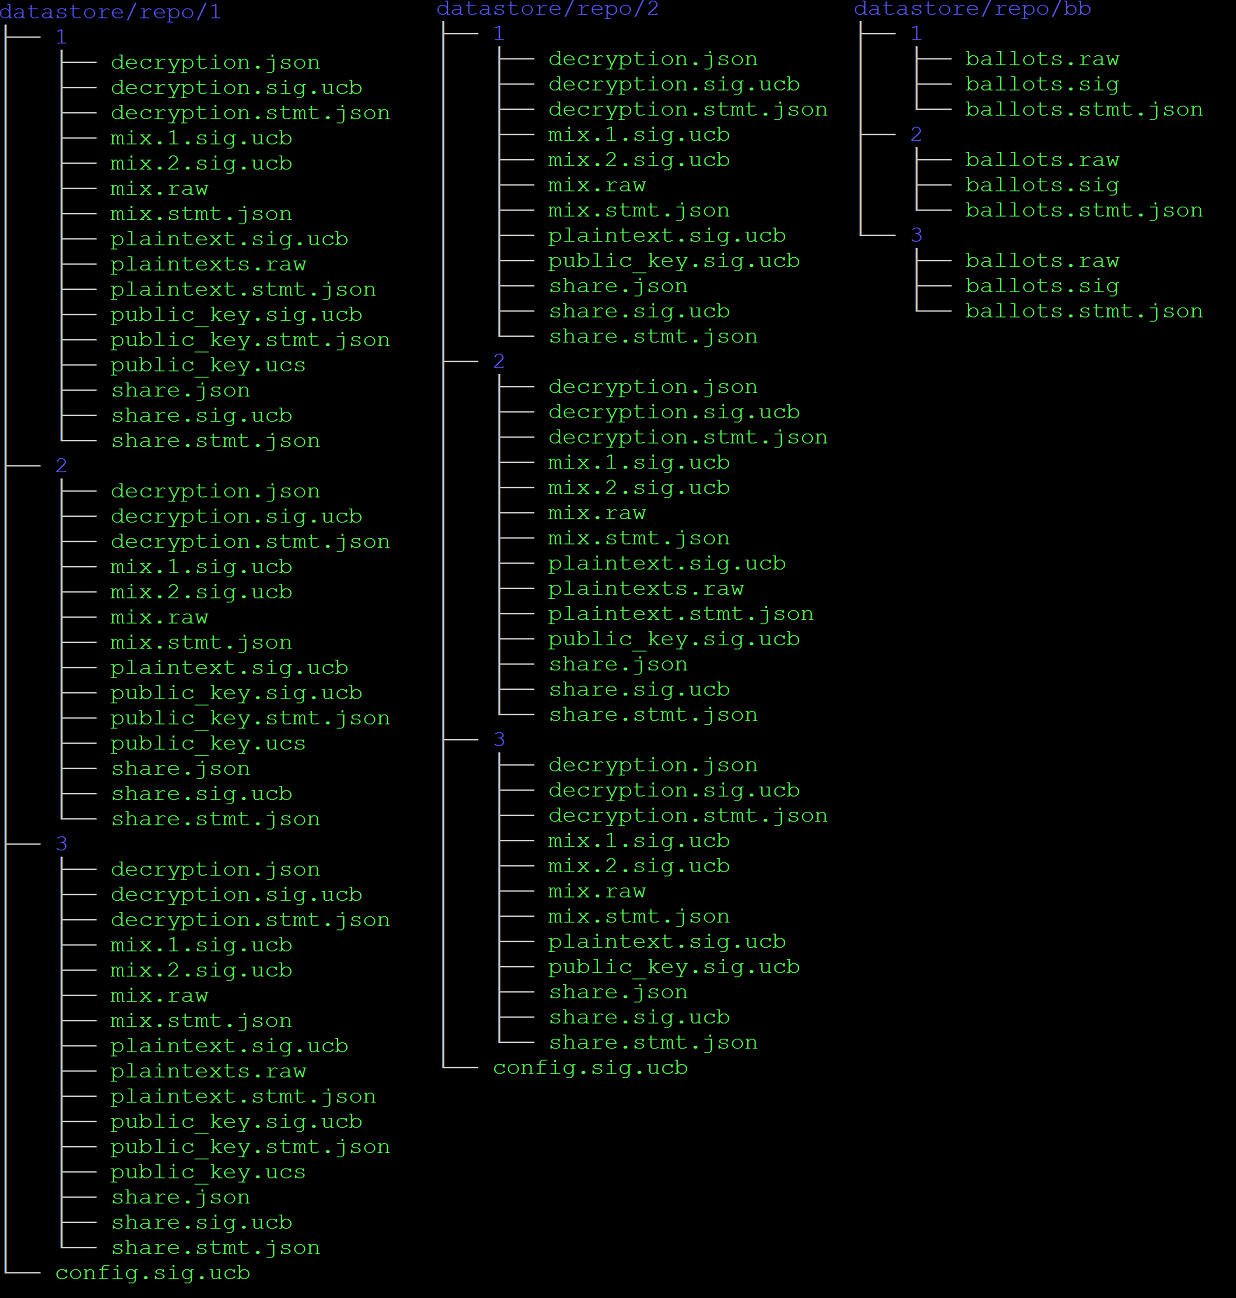 datastore/repo/1
1
decryption.json
decryption.sig.ucb
decryption.stmt.json
mix.1.sig.ucb
mix.2.sig.ucb
mix.raw
mix.stmt.json
plaintext.sig.ucb
plaintexts.raw
plaintext.stmt.json
public_key.sig.ucb
public_key.stmt.json
public_key.ucs
share.json
share.sig.ucb
share.stmt.json
2
decryption.json
decryption.sig.ucb
decryption.stmt.json
mix.1.sig.ucb
mix.2.sig.ucb
mix.raw
mix.stmt.json
plaintext.sig.ucb
public_key.sig.ucb
public_key.stmt.json
public_key.ucs
share.json
share.sig.ucb
share.stmt.json
3
decryption.json
decryption.sig.ucb
decryption.stmt.json
mix.1.sig.ucb
mix.2.sig.ucb
mix.raw
mix.stmt.json
plaintext.sig.ucb
plaintexts.raw
plaintext.stmt.json
public_key.sig.ucb
public_key.stmt.json
public_key.ucs
share.json
share.sig.ucb
share.stmt.json
config.sig.ucb
datastore/repo/2
1
decryption.json
decryption.sig.ucb
decryption.stmt.json
mix.1.sig.ucb
mix.2.sig.ucb
mix.raw
mix.stmt.json
plaintext.sig.ucb
public_key.sig.ucb
share.json
share.sig.ucb
share.stmt.json
2
decryption.json
decryption.sig.ucb
decryption.stmt.json
mix.1.sig.ucb
mix.2.sig.ucb
mix.raw
mix.stmt.json
plaintext.sig.ucb
plaintexts.raw
plaintext.stmt.json
public_key.sig.ucb
share.json
share.sig.ucb
share.stmt.json
3
decryption.json
decryption.sig.ucb
decryption.stmt.json
mix.1.sig.ucb
mix.2.sig.ucb
mix.raw
mix.stmt.json
plaintext.sig.ucb
public_key.sig.ucb
share.json
share.sig.ucb
share.stmt.json
config.sig.ucb
datastore/repo/bb
1
ballots.raw
ballots.sig
ballots.stmt.json
2
ballots.raw
ballots.sig
ballots.stmt.json
3
ballots.raw
ballots.sig
ballots.stmt.json